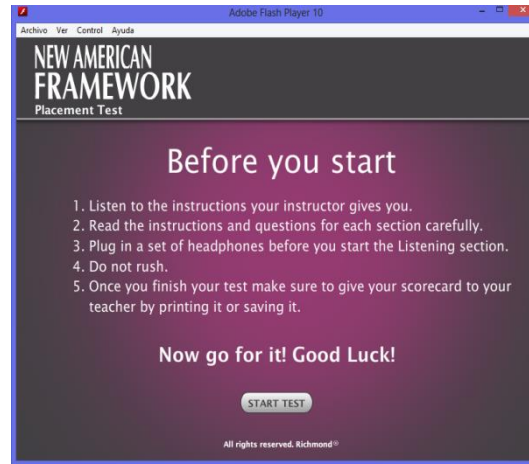 Adobe Flash Player 10
Archivo Ver Control Ayuda
NEW AMERICAN
FRAMEWORK
Placement Test
Before you start
1. Listen to the instructions your instructor gives you.
2. Read the instructions and questions for each section carefully.
3. Plug in a set of headphones before you start the Listening section.
4. Do not rush.
5. Once you finish your test make sure to give your scorecard to your
teacher by printing it or saving it.
Now go for it! Good Luck!
START TEST
All rights reserved. Richmond®